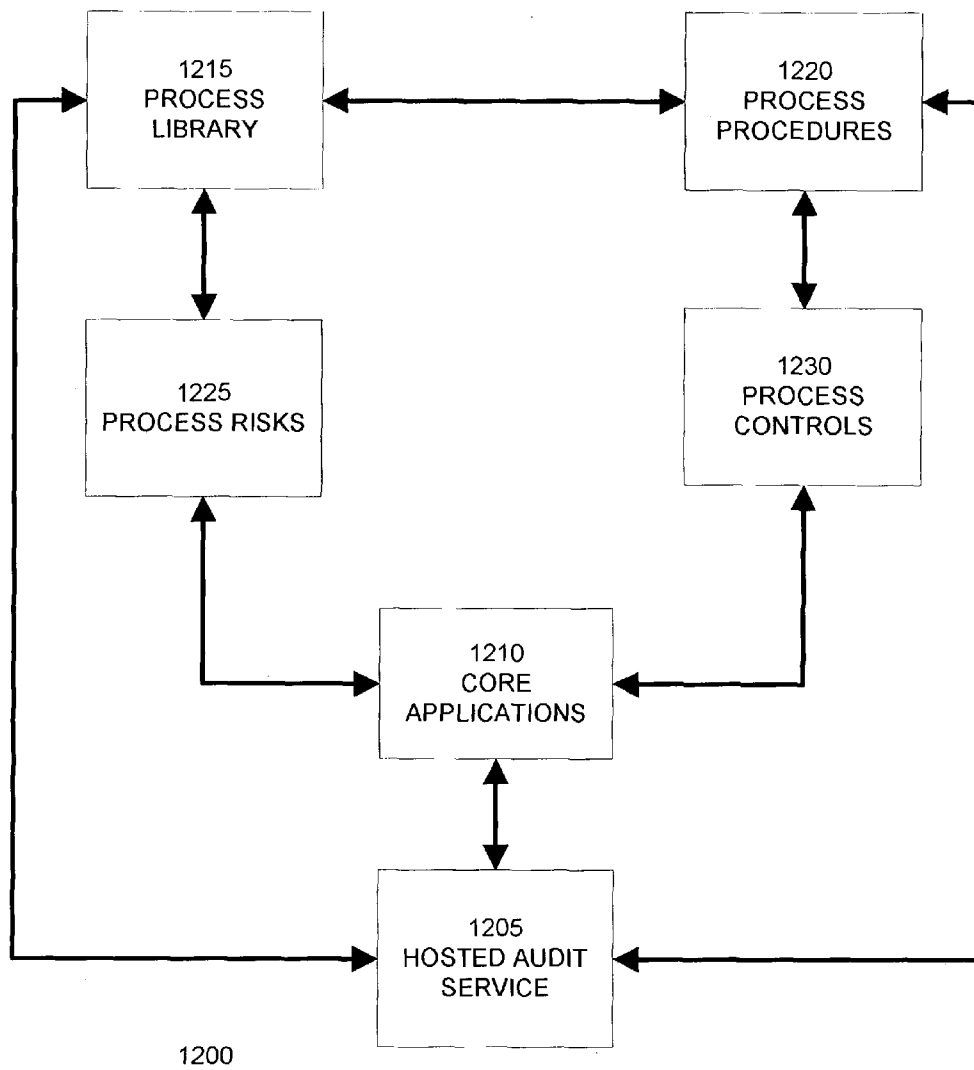 1215
PROCESS
LIBRARY
1220
PROCESS
PROCEDURES
1225
PROCESS RISKS
1230
PROCESS
CONTROLS
1210
CORE
APPLICATIONS
1205
HOSTED AUDIT
SERVICE
1200